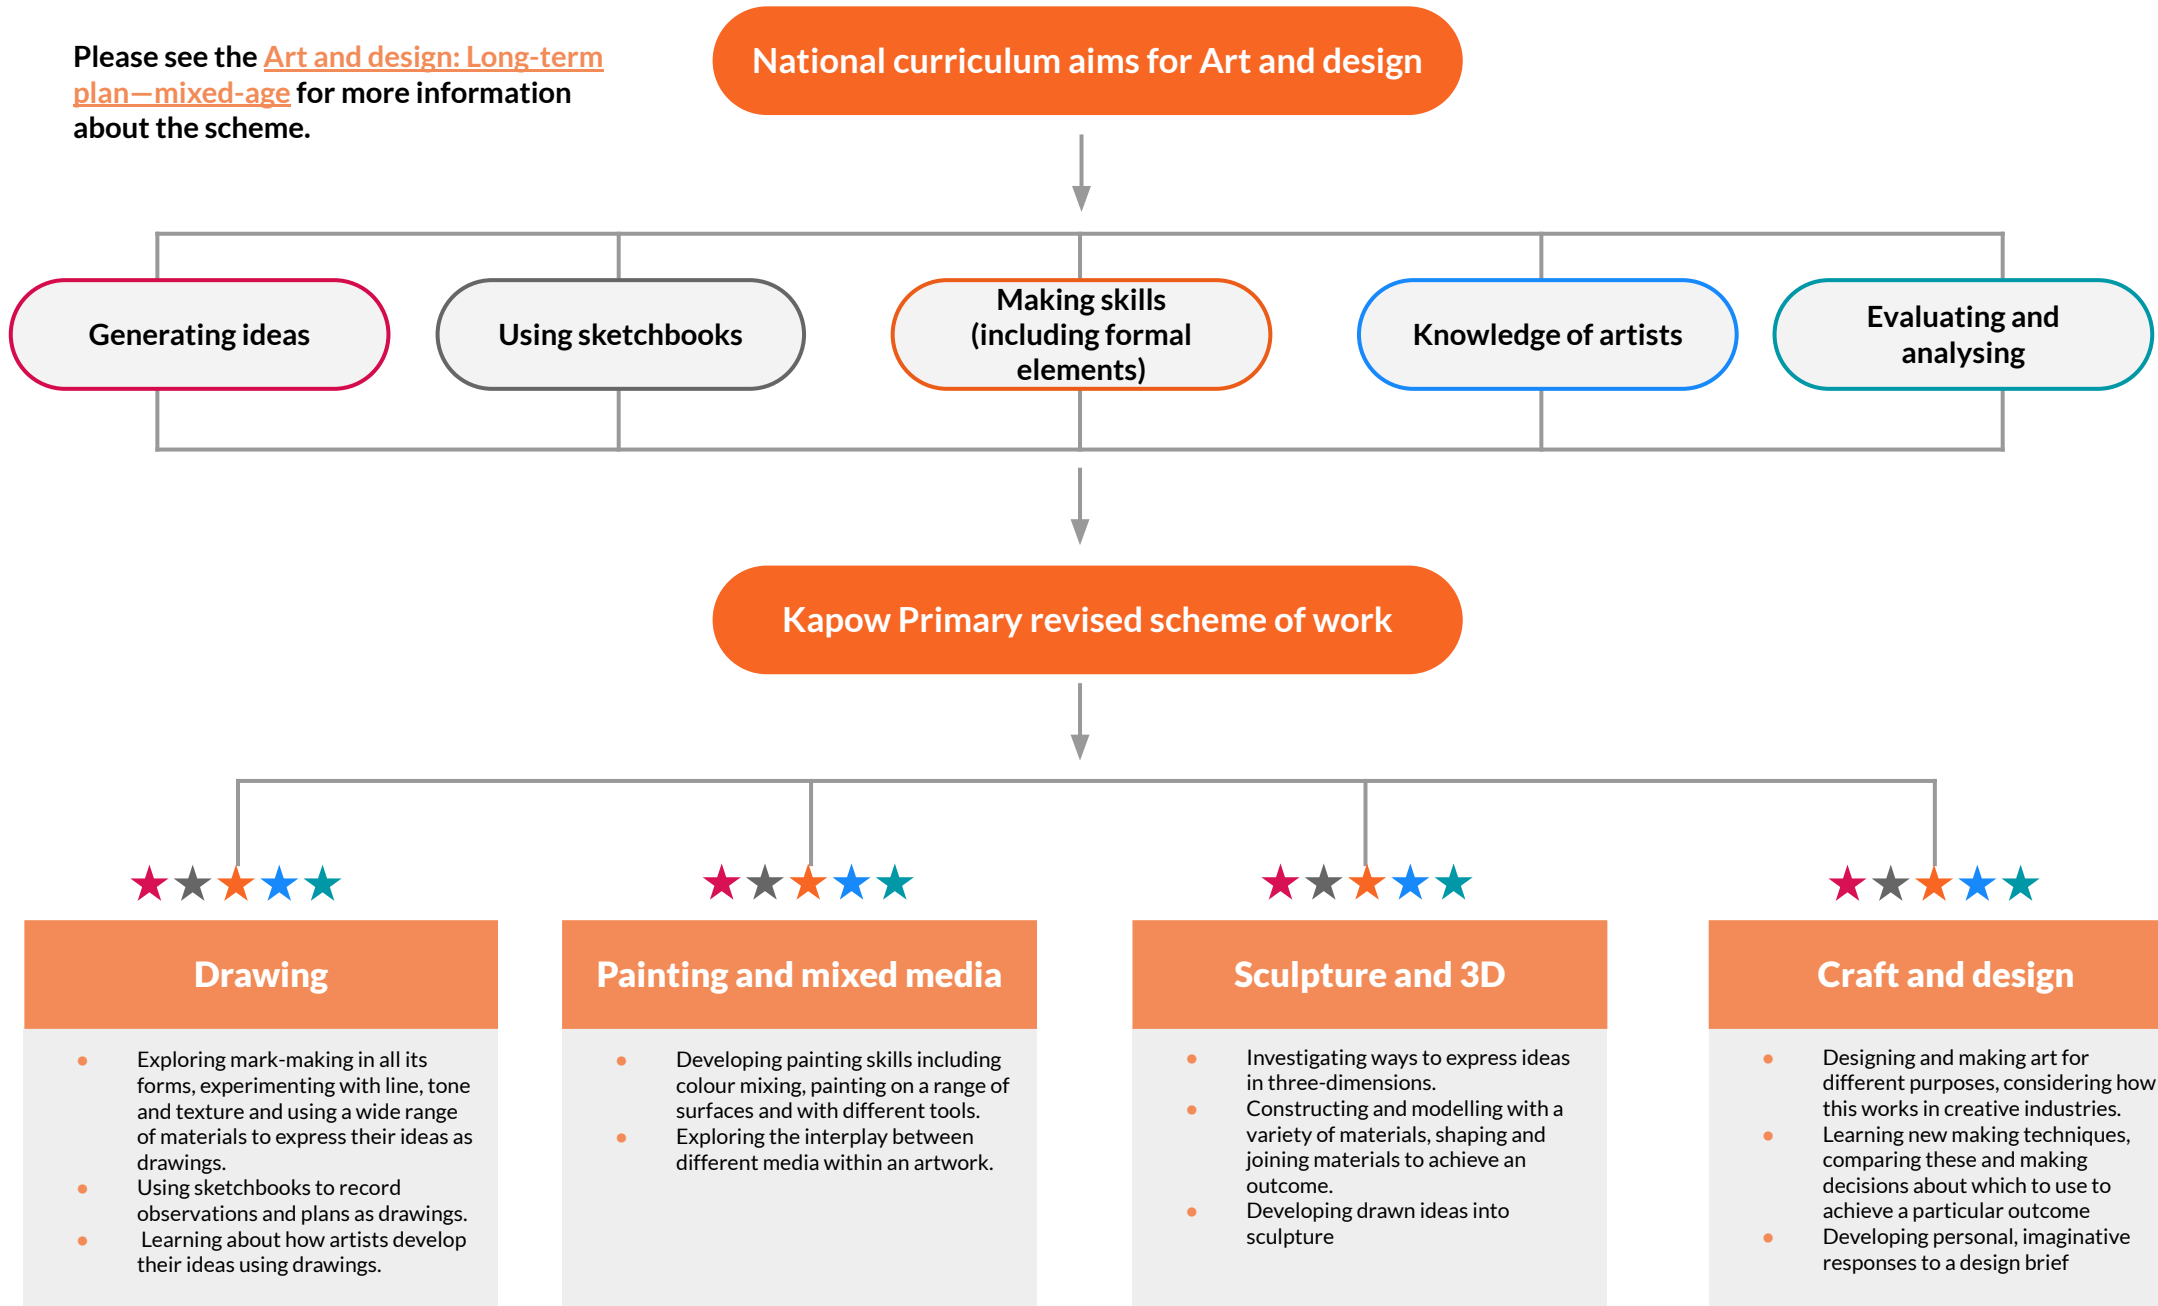 Please see the Art and design: Long-term
plan—mixed-age for more information
about the scheme.
National curriculum aims for Art and design
Generating ideas
Using sketchbooks
Making skills
(including formal
elements)
Knowledge of artists
Evaluating and
analysing
Kapow Primary revised scheme of work
Drawing
● Exploring mark-making in all its
forms, experimenting with line, tone
and texture and using a wide range
of materials to express their ideas as
drawings.
● Using sketchbooks to record
observations and plans as drawings.
● Learning about how artists develop
their ideas using drawings.
Painting and mixed media
● Developing painting skills including
colour mixing, painting on a range of
surfaces and with different tools.
● Exploring the interplay between
different media within an artwork.
Sculpture and 3D
● Investigating ways to express ideas
in three-dimensions.
● Constructing and modelling with a
variety of materials, shaping and
joining materials to achieve an
outcome.
● Developing drawn ideas into
sculpture
Craft and design
● Designing and making art for
different purposes, considering how
this works in creative industries.
● Learning new making techniques,
comparing these and making
decisions about which to use to
achieve a particular outcome
● Developing personal, imaginative
responses to a design brief